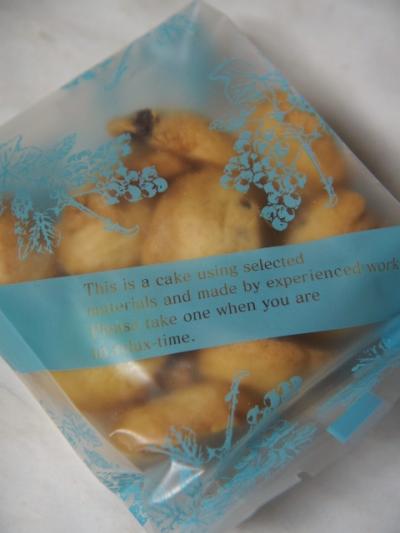 This is a cake using selected
materials and made by experienced work
Please take one when you are
in relux-time.